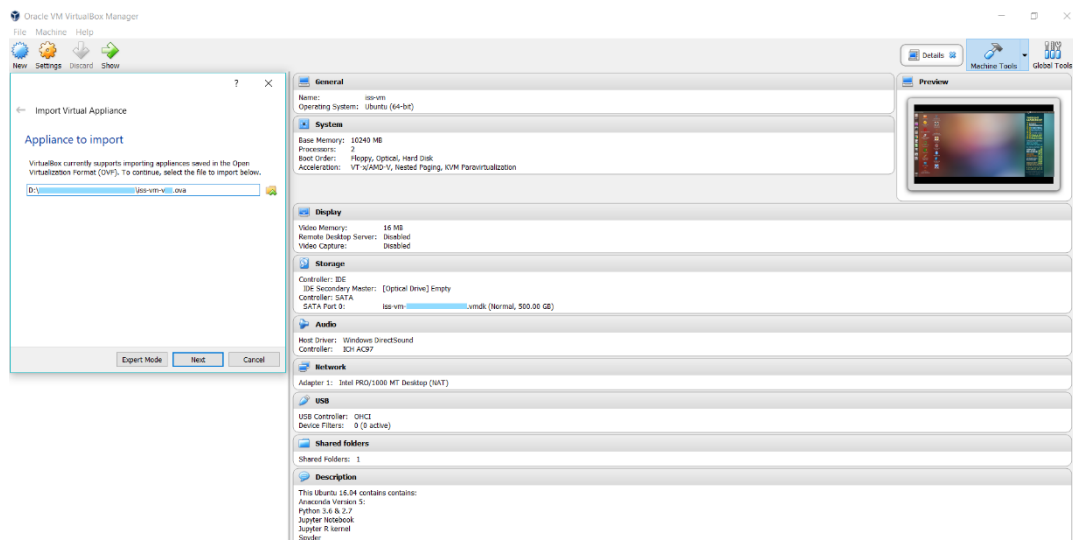 Oracle VM VirtualBox Manager
File Machine Help
New Settings Discard Show
Details Machine Tools Global Tools
? ×
Import Virtual Appliance
Appliance to import
VirtualBox currently supports importing appliances saved in the Open
Virtualization Format (OVF). To continue, select the file to import below.
D:\ \iss-vm-v .ova
Expert Mode Next Cancel
General
Name: iss-vm
Operating System: Ubuntu (64-bit)
System
Base Memory: 10240 MB
Processors: 2
Boot Order: Floppy, Optical, Hard Disk
Acceleration: VT-x/AMD-V, Nested Paging, KVM Paravirtualization
Preview
Display
Video Memory: 16 MB
Remote Desktop Server: Disabled
Video Capture: Disabled
Storage
Controller: IDE
IDE Secondary Master: [Optical Drive] Empty
Controller: SATA
SATA Port 0: iss-vm- .vmdk (Normal, 500.00 GB)
Audio
Host Driver: Windows DirectSound
Controller: ICH AC97
Network
Adapter 1: Intel PRO/1000 MT Desktop (NAT)
USB
USB Controller: OHCI
Device Filters: 0 (0 active)
Shared folders
Shared Folders: 1
Description
This Ubuntu 16.04 contains contains:
Anaconda Version 5:
Python 3.6 & 2.7
Jupyter Notebook
Jupyter R kernel
Spyder